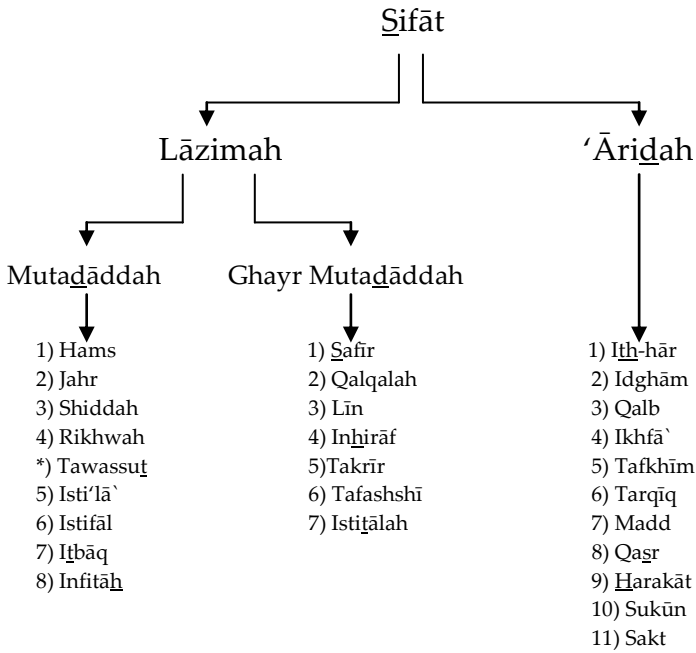 Sifāt
Lāzimah
‘Āridah
Mutadāddah
Ghayr Mutadāddah
1) Hams
2) Jahr
3) Shiddah
4) Rikhwah
*) Tawassut
5) Isti‘lā`
6) Istifāl
7) Itbāq
8) Infitāh
1) Safīr
2) Qalqalah
3) Līn
4) Inhirāf
5)Takrīr
6) Tafashshī
7) Istitālah
1) Ith-hār
2) Idghām
3) Qalb
4) Ikhfā`
5) Tafkhīm
6) Tarqīq
7) Madd
8) Qasr
9) Harakāt
10) Sukūn
11) Sakt